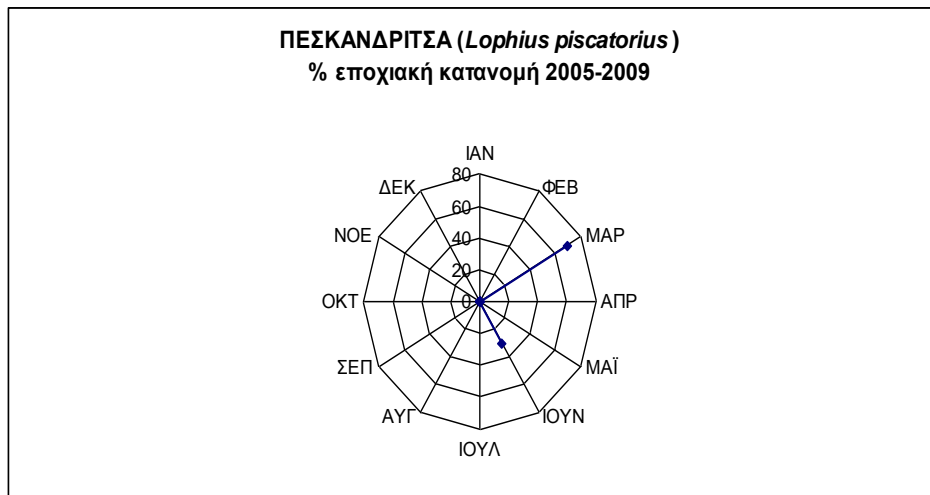 ΠΕΣΚΑΝΔΡΙΤΣΑ (Lophius piscatorius)
% εποχιακή κατανομή 2005-2009
ΙΑΝ
ΦΕΒ
ΜΑΡ
ΑΠΡ
ΜΑΪ
ΙΟΥΝ
ΙΟΥΛ
ΑΥΓ
ΣΕΠ
ΟΚΤ
ΝΟΕ
ΔΕΚ
80
60
40
20
0